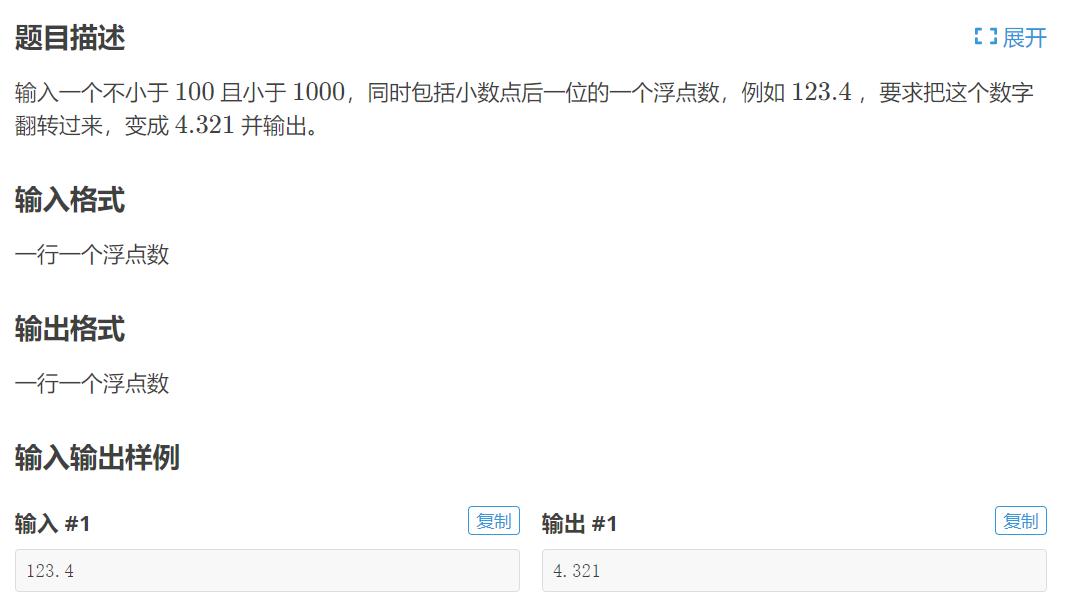 题目描述
展开
输入一个不小于 100 且小于 1000，同时包括小数点后一位的一个浮点数，例如 123.4 ，要求把这个数字
翻转过来，变成 4.321 并输出。
输入格式
一行一个浮点数
输出格式
一行一个浮点数
输入输出样例
输入 #1
复制
输出 #1
复制
123.4
4.321